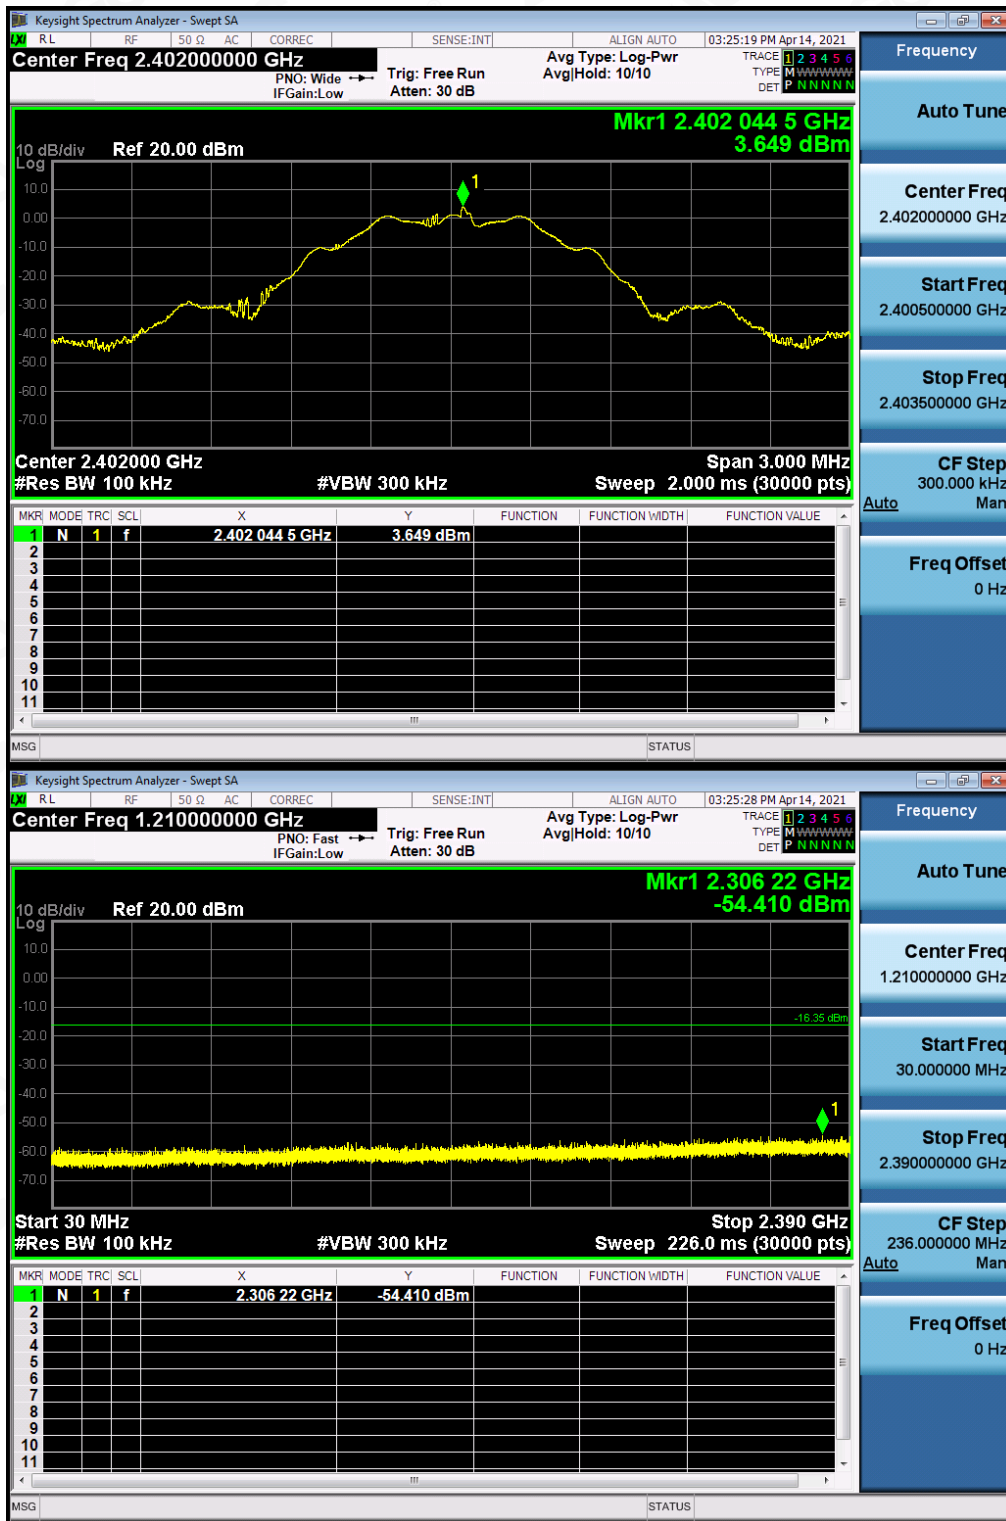 Keysight Spectrum Analyzer - Swept SA
LXI RL RF 50 Ω AC CORREC SENSE:INT ALIGN AUTO 03:25:19 PM Apr 14, 2021
Center Freq 2.402000000 GHz
PNO: Wide
IFGain:Low
Trig: Free Run
Atten: 30 dB
Avg Type: Log-Pwr
Avg|Hold: 10/10
TRACE 1 2 3 4 5 6
TYPE M WWWWW
DET P N N N N N
Mkr1 2.402 044 5 GHz
3.649 dBm
10 dB/div Ref 20.00 dBm
Log
10.0
0.00
-10.0
-20.0
-30.0
-40.0
-50.0
-60.0
-70.0
1
Center 2.402000 GHz Span 3.000 MHz
#Res BW 100 kHz #VBW 300 kHz Sweep 2.000 ms (30000 pts)
MKR MODE TRC SCL X Y FUNCTION FUNCTION WIDTH FUNCTION VALUE
1 N 1 f 2.402 044 5 GHz 3.649 dBm
2
3
4
5
6
7
8
9
10
11
MSG STATUS
Frequency
Auto Tune
Center Freq
2.402000000 GHz
Start Freq
2.400500000 GHz
Stop Freq
2.403500000 GHz
CF Step
300.000 kHz
Auto Man
Freq Offset
0 Hz
Keysight Spectrum Analyzer - Swept SA
LXI RL RF 50 Ω AC CORREC SENSE:INT ALIGN AUTO 03:25:28 PM Apr 14, 2021
Center Freq 1.210000000 GHz
PNO: Fast
IFGain:Low
Trig: Free Run
Atten: 30 dB
Avg Type: Log-Pwr
Avg|Hold: 10/10
TRACE 1 2 3 4 5 6
TYPE M WWWWW
DET P N N N N N
Mkr1 2.306 22 GHz
-54.410 dBm
10 dB/div Ref 20.00 dBm
Log
10.0
0.00
-10.0
-20.0
-30.0
-40.0
-50.0
-60.0
-70.0
-16.35 dBm
1
Start 30 MHz Stop 2.390 GHz
#Res BW 100 kHz #VBW 300 kHz Sweep 226.0 ms (30000 pts)
MKR MODE TRC SCL X Y FUNCTION FUNCTION WIDTH FUNCTION VALUE
1 N 1 f 2.306 22 GHz -54.410 dBm
2
3
4
5
6
7
8
9
10
11
MSG STATUS
Frequency
Auto Tune
Center Freq
1.210000000 GHz
Start Freq
30.000000 MHz
Stop Freq
2.390000000 GHz
CF Step
236.000000 MHz
Auto Man
Freq Offset
0 Hz